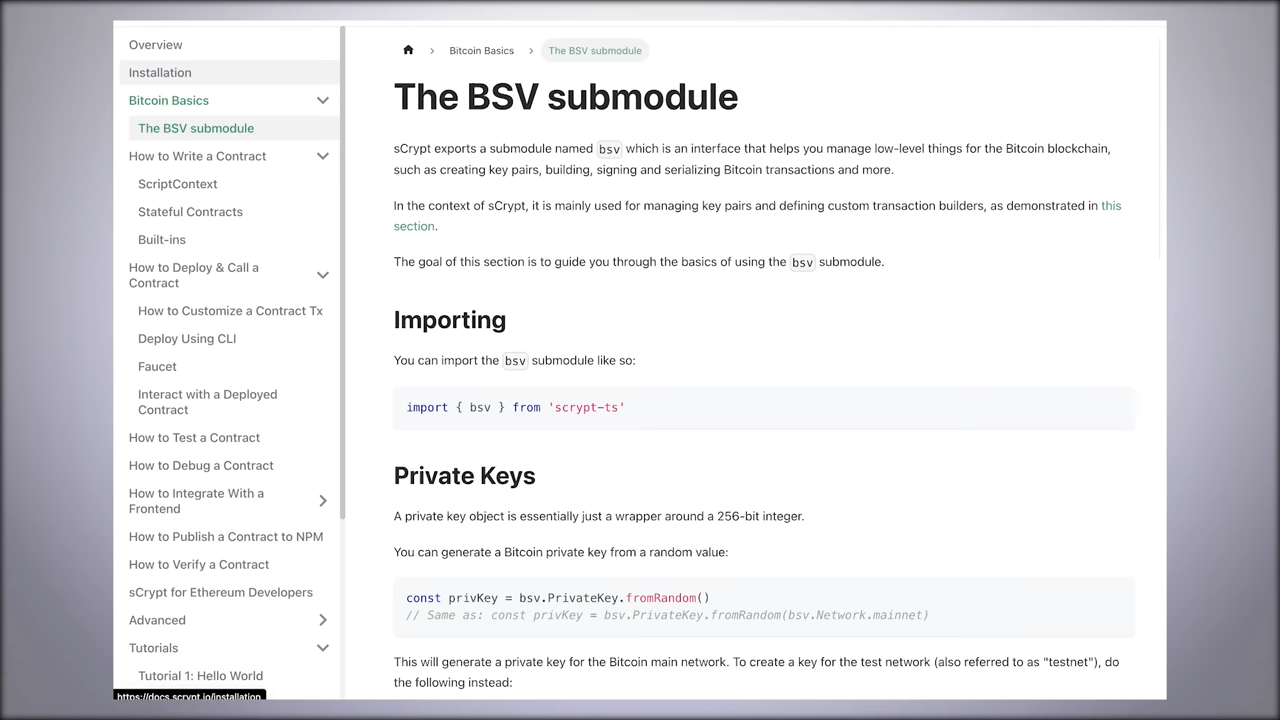 Overview
Installation
Bitcoin Basics
The BSV submodule
How to Write a Contract
ScriptContext
Stateful Contracts
Built-ins
How to Deploy & Call a
Contract
How to Customize a Contract Tx
Deploy Using CLI
Faucet
Interact with a Deployed
Contract
How to Test a Contract
How to Debug a Contract
How to Integrate With a
Frontend
How to Publish a Contract to NPM
How to Verify a Contract
sCrypt for Ethereum Developers
Advanced
Tutorials
Tutorial 1: Hello World
https://docs.scrypt.io/installation
Bitcoin Basics > The BSV submodule
The BSV submodule
sCrypt exports a submodule named bsv which is an interface that helps you manage low-level things for the Bitcoin blockchain,
such as creating key pairs, building, signing and serializing Bitcoin transactions and more.
In the context of sCrypt, it is mainly used for managing key pairs and defining custom transaction builders, as demonstrated in this
section.
The goal of this section is to guide you through the basics of using the bsv submodule.
Importing
You can import the bsv submodule like so:
import { bsv } from 'scrypt-ts'
Private Keys
A private key object is essentially just a wrapper around a 256-bit integer.
You can generate a Bitcoin private key from a random value:
const privKey = bsv.PrivateKey.fromRandom()
// Same as: const privKey = bsv.PrivateKey.fromRandom(bsv.Network.mainnet)
This will generate a private key for the Bitcoin main network. To create a key for the test network (also referred to as "testnet"), do
the following instead: